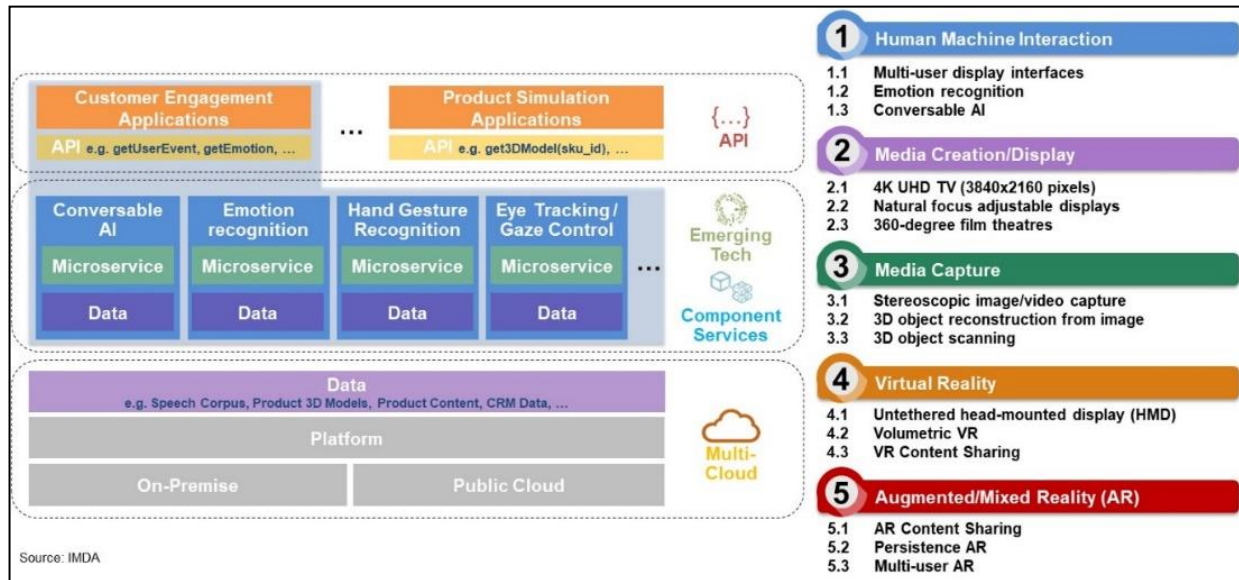 Customer Engagement
Applications
API e.g. getUserEvent, getEmotion, ...
...
Product Simulation
Applications
API e.g. get3DModel(sku_id), ...
{...}
API
Conversable
AI
Microservice
Data
Emotion
recognition
Microservice
Data
Hand Gesture
Recognition
Microservice
Data
Eye Tracking /
Gaze Control
Microservice
Data
...
Emerging
Tech
Component
Services
Data
e.g. Speech Corpus, Product 3D Models, Product Content, CRM Data, ...
Platform
On-Premise
Public Cloud
Multi-
Cloud
Source: IMDA
1 Human Machine Interaction
1.1 Multi-user display interfaces
1.2 Emotion recognition
1.3 Conversable AI
2 Media Creation/Display
2.1 4K UHD TV (3840x2160 pixels)
2.2 Natural focus adjustable displays
2.3 360-degree film theatres
3 Media Capture
3.1 Stereoscopic image/video capture
3.2 3D object reconstruction from image
3.3 3D object scanning
4 Virtual Reality
4.1 Untethered head-mounted display (HMD)
4.2 Volumetric VR
4.3 VR Content Sharing
5 Augmented/Mixed Reality (AR)
5.1 AR Content Sharing
5.2 Persistence AR
5.3 Multi-user AR